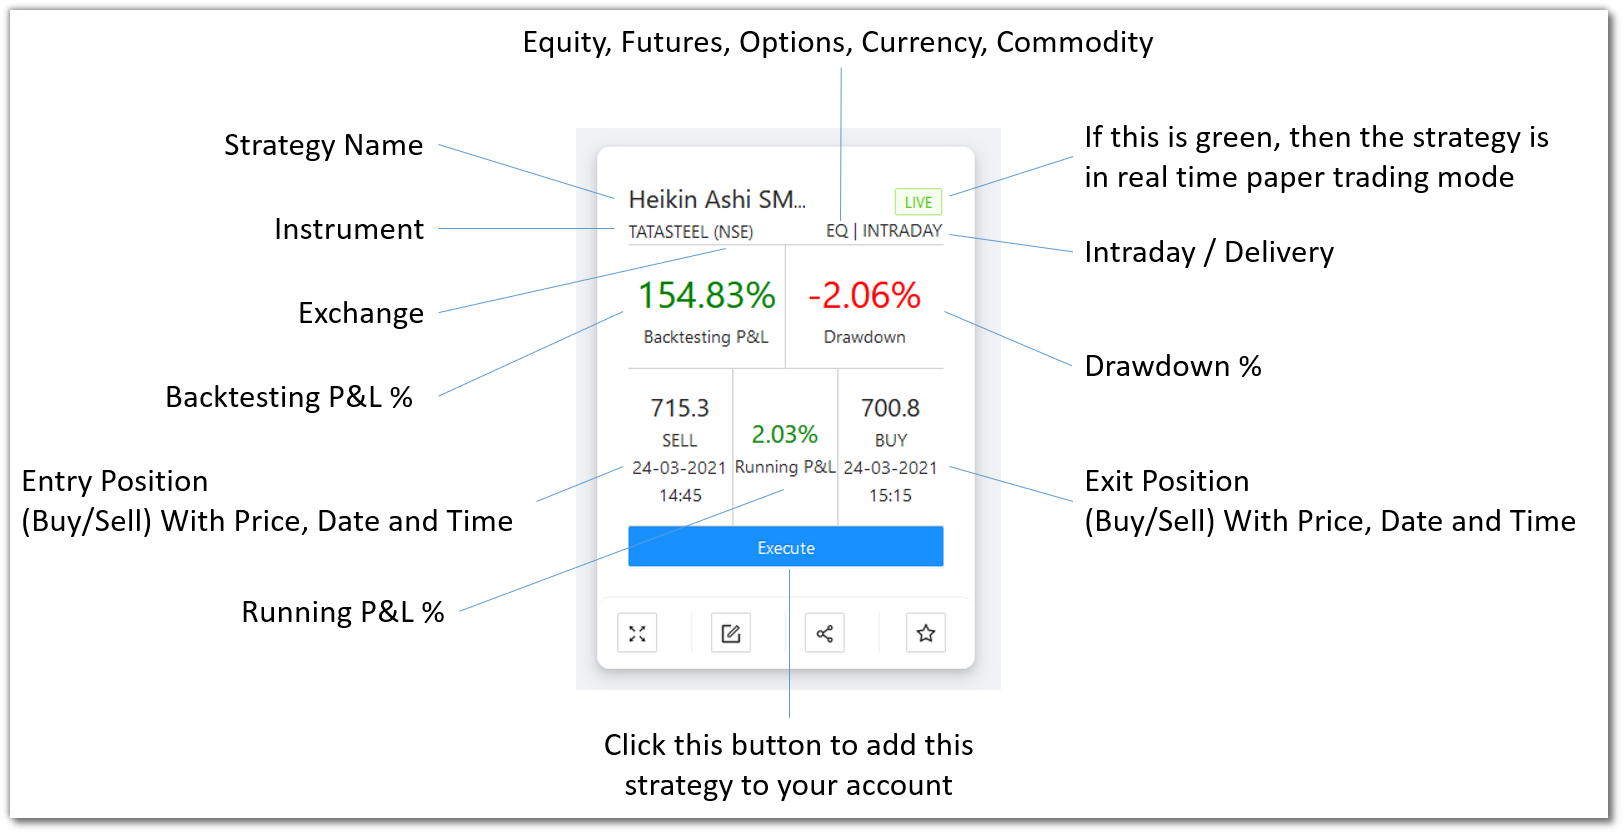 Equity, Futures, Options, Currency, Commodity
Strategy Name
If this is green, then the strategy is
in real time paper trading mode
Heikin Ashi SM...
LIVE
Instrument
TATASTEEL (NSE)
EQ | INTRADAY
Intraday / Delivery
Exchange
154.83%
Backtesting P&L
-2.06%
Drawdown
Drawdown %
Backtesting P&L %
715.3
SELL
24-03-2021
14:45
2.03%
Running P&L
700.8
BUY
24-03-2021
15:15
Entry Position
(Buy/Sell) With Price, Date and Time
Exit Position
(Buy/Sell) With Price, Date and Time
Execute
Running P&L %
Click this button to add this
strategy to your account